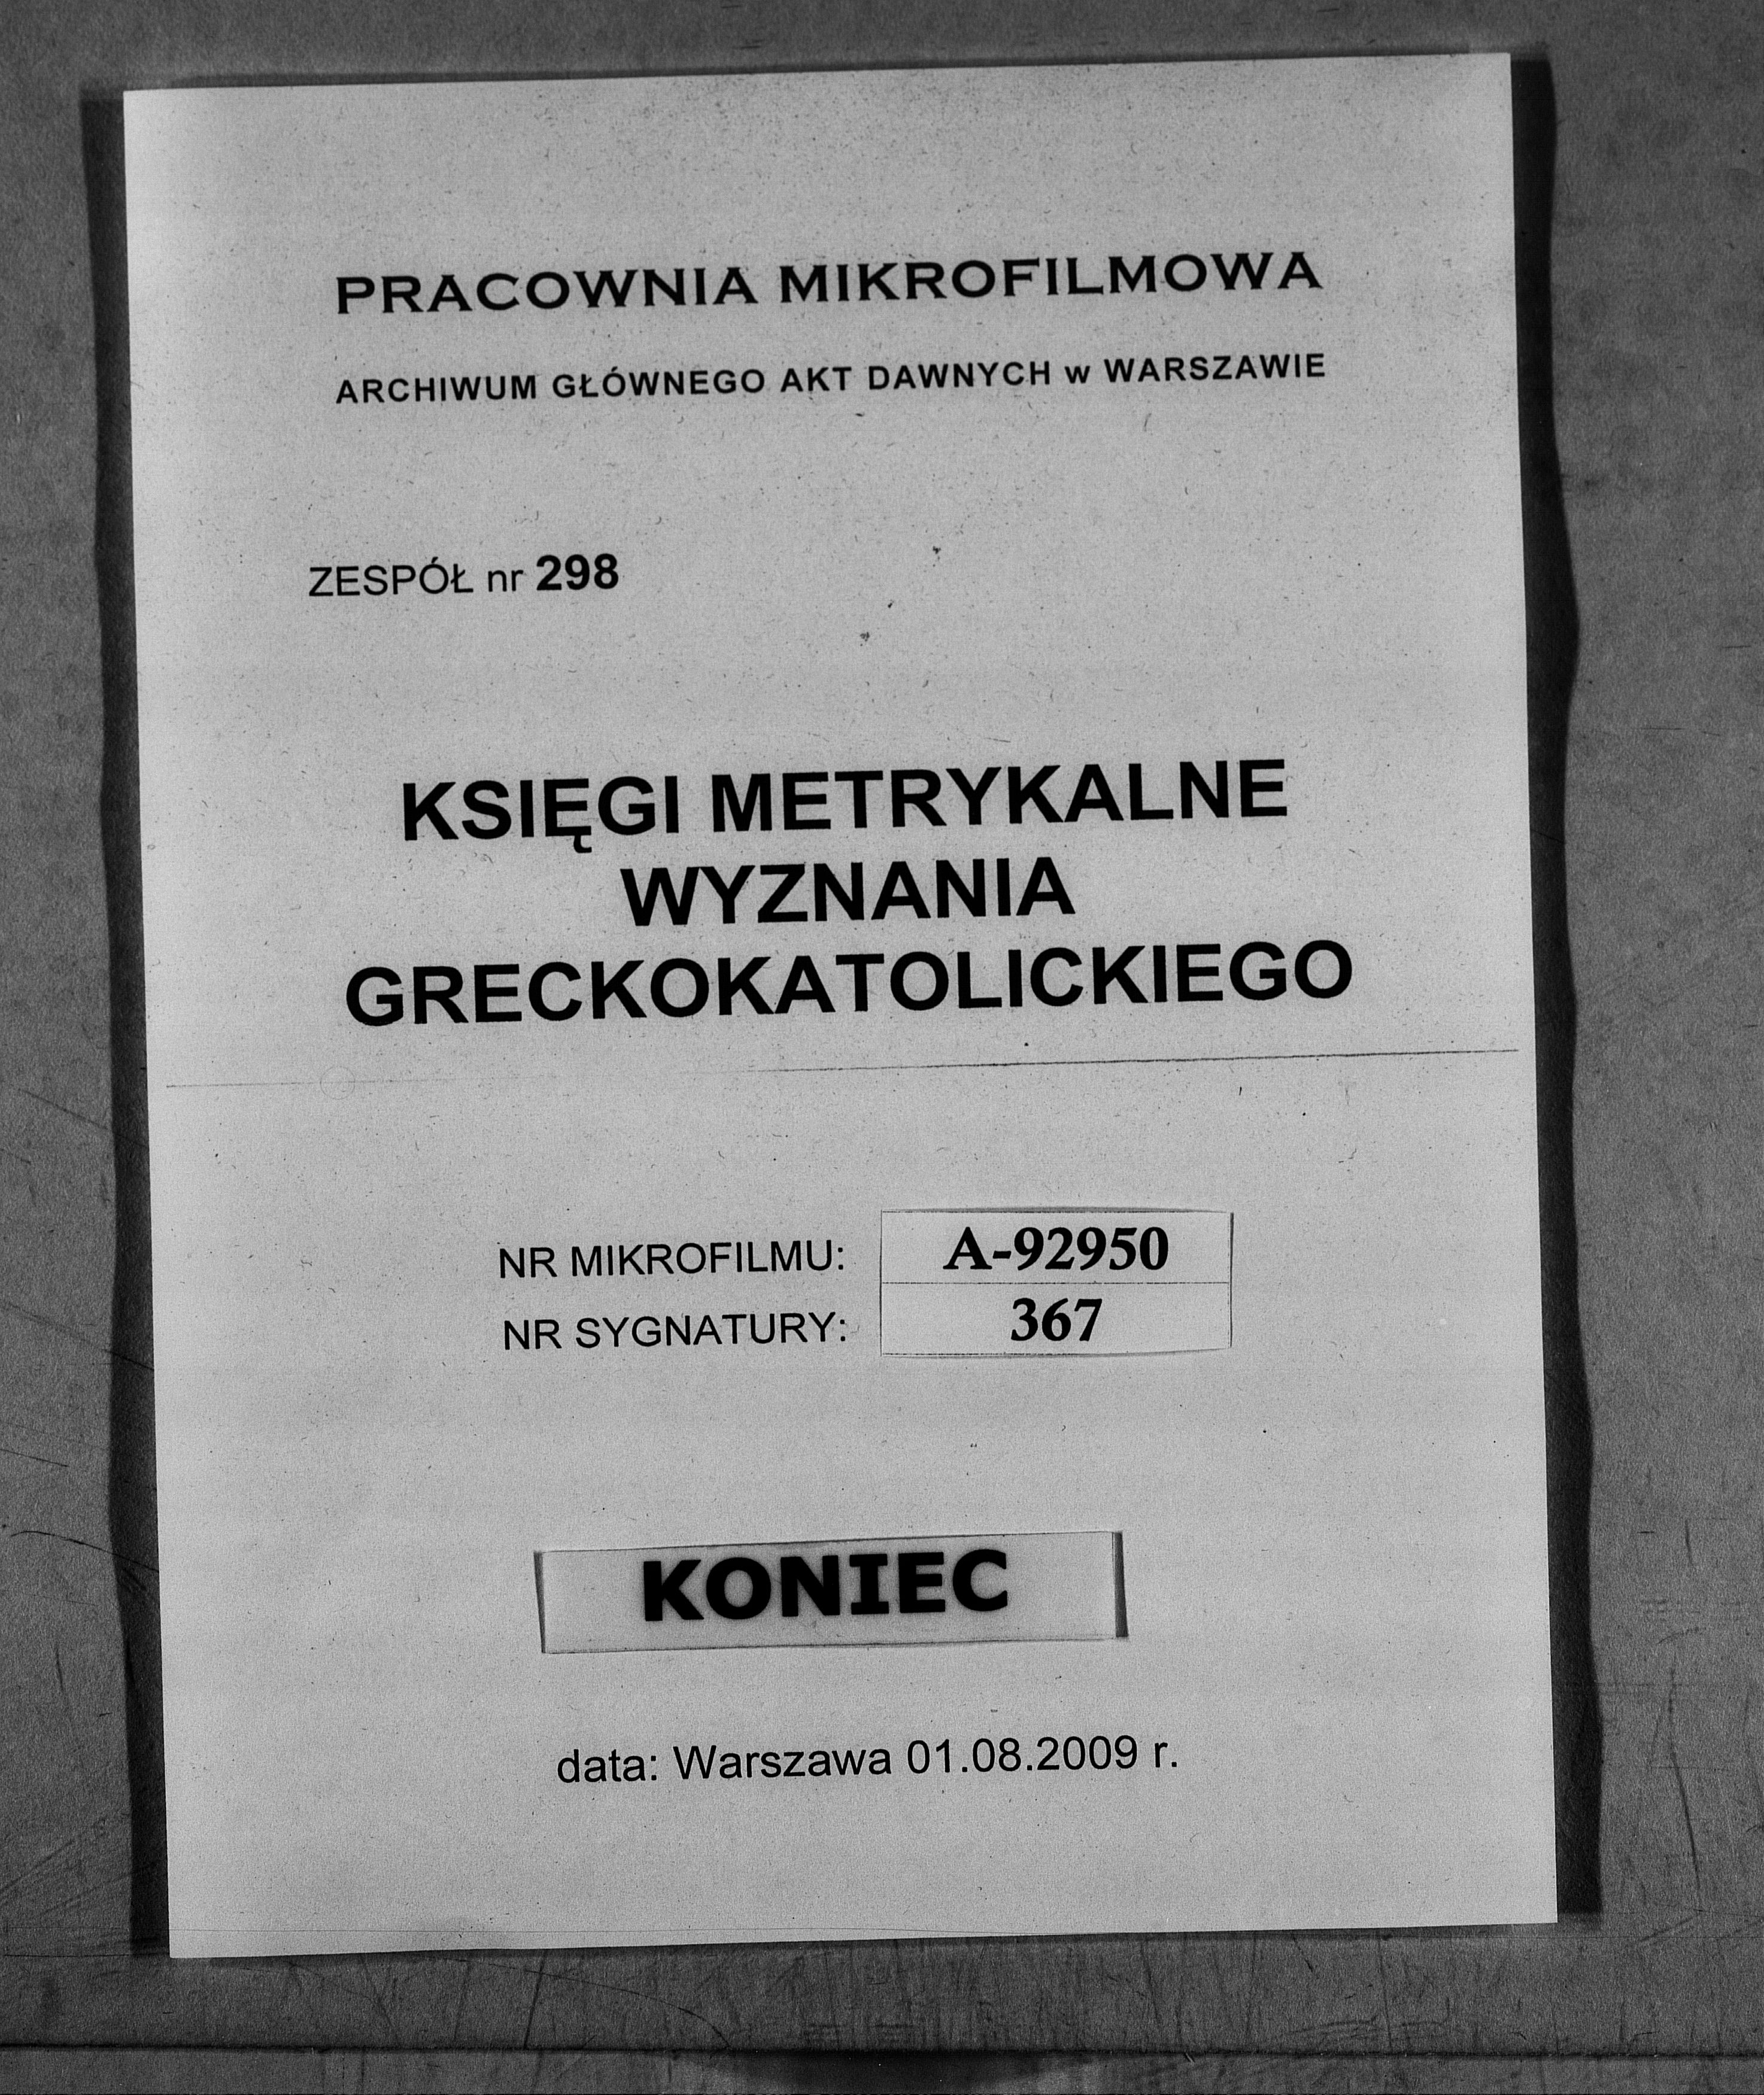 PRACOWNIA MIKROFILMOWA
ARCHIWUM GŁÓWNEGO AKT DAWNYCH w WARSZAWIE
ZESPÓŁ nr 298
KSIĘGI METRYKALNE
WYZNANIA
GRECKOKATOLICKIEGO
NR MIKROFILMU: A-92950
NR SYGNATURY: 367
KONIEC
data: Warszawa 01.08.2009 r.